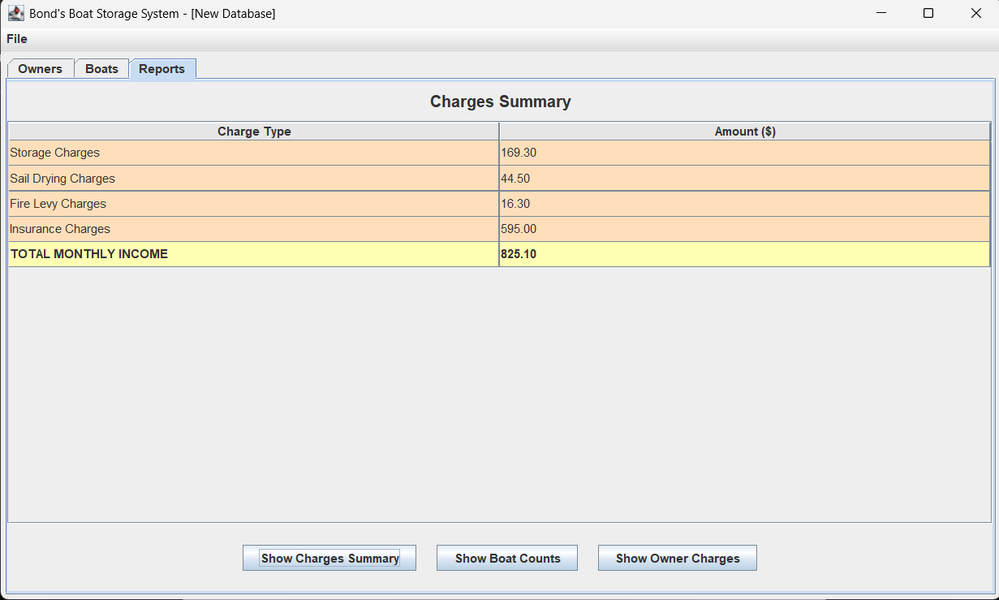 Bond's Boat Storage System - [New Database]
File
Owners Boats Reports
Charges Summary
Charge Type Amount ($)
Storage Charges 169.30
Sail Drying Charges 44.50
Fire Levy Charges 16.30
Insurance Charges 595.00
TOTAL MONTHLY INCOME 825.10
Show Charges Summary Show Boat Counts Show Owner Charges